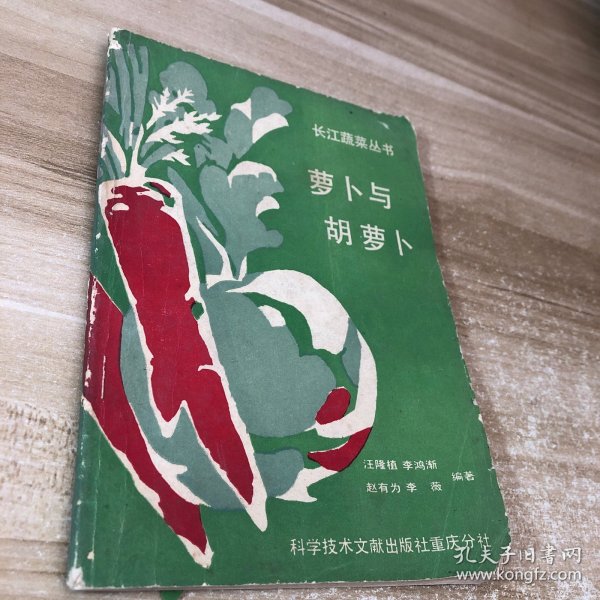 长江蔬菜丛书
萝卜与
胡萝卜
汪隆植 李鸿渐
赵有为 李 薇 编著
科学技术文献出版社重庆分社
孔夫子旧书网
www.kongfz.com